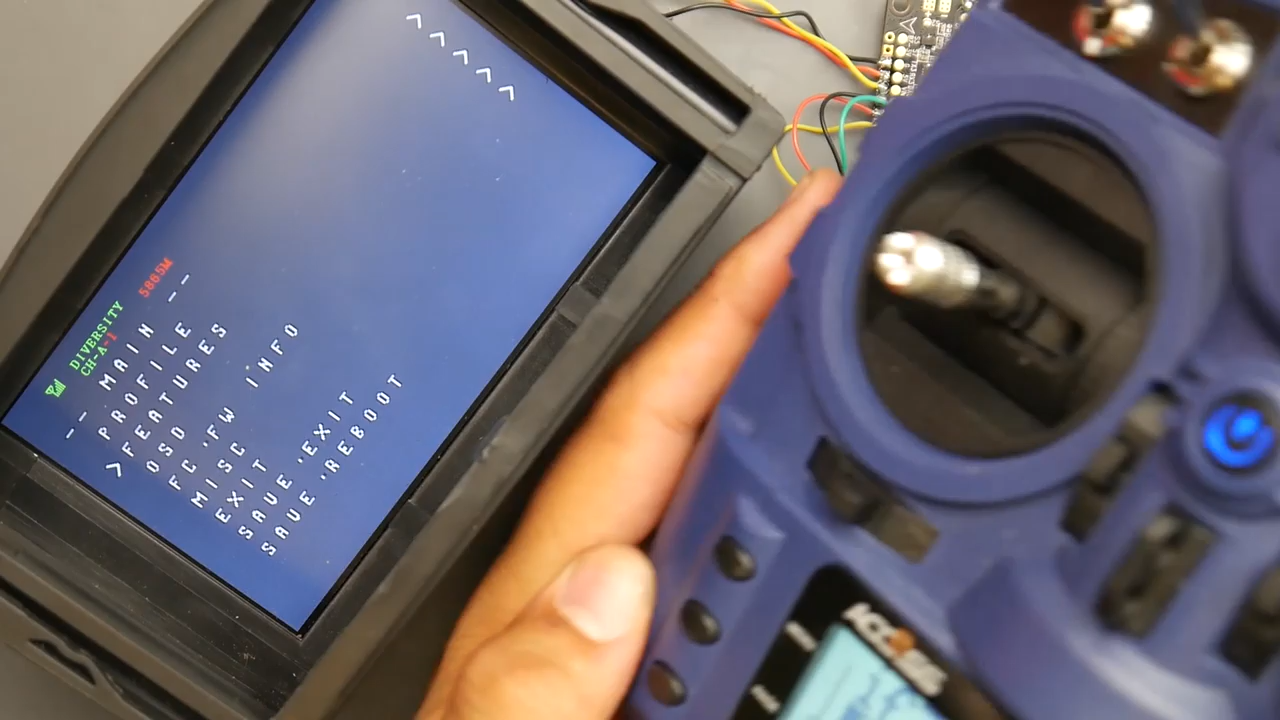 DIVERSITY 5865M
CH-A-1
-- MAIN -- 
PROFILE >
>FEATURES >
OSD >
FC.FW INFO >
MISC >
EXIT
SAVE.EXIT
SAVE.REBOOT